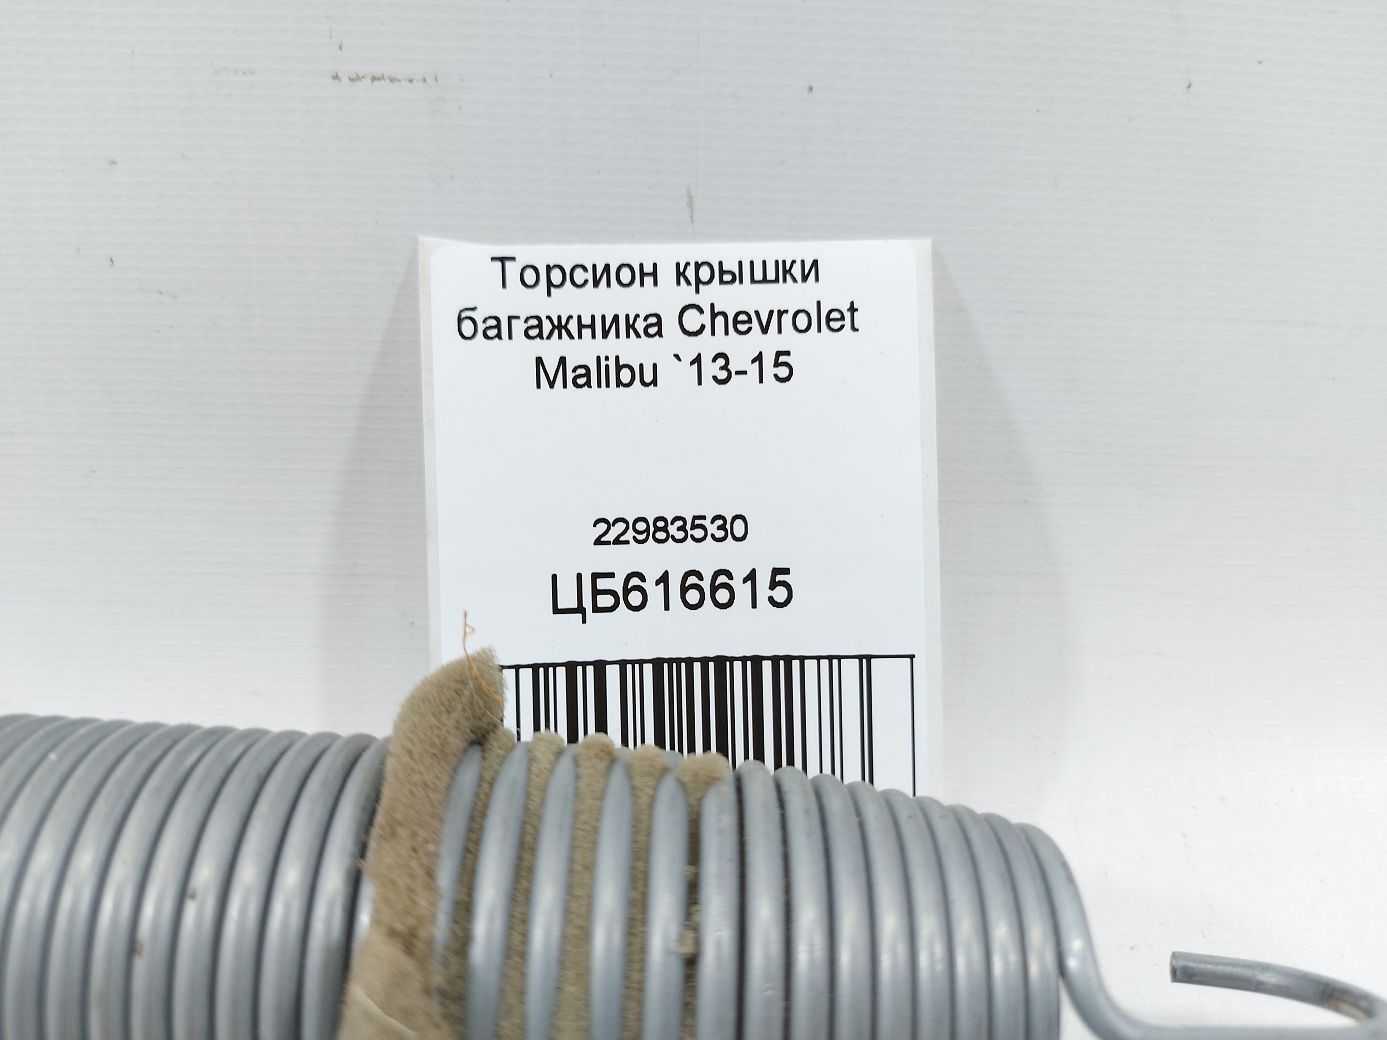 Торсион крышки
багажника Chevrolet
Malibu `13-15
22983530
ЦБ616615